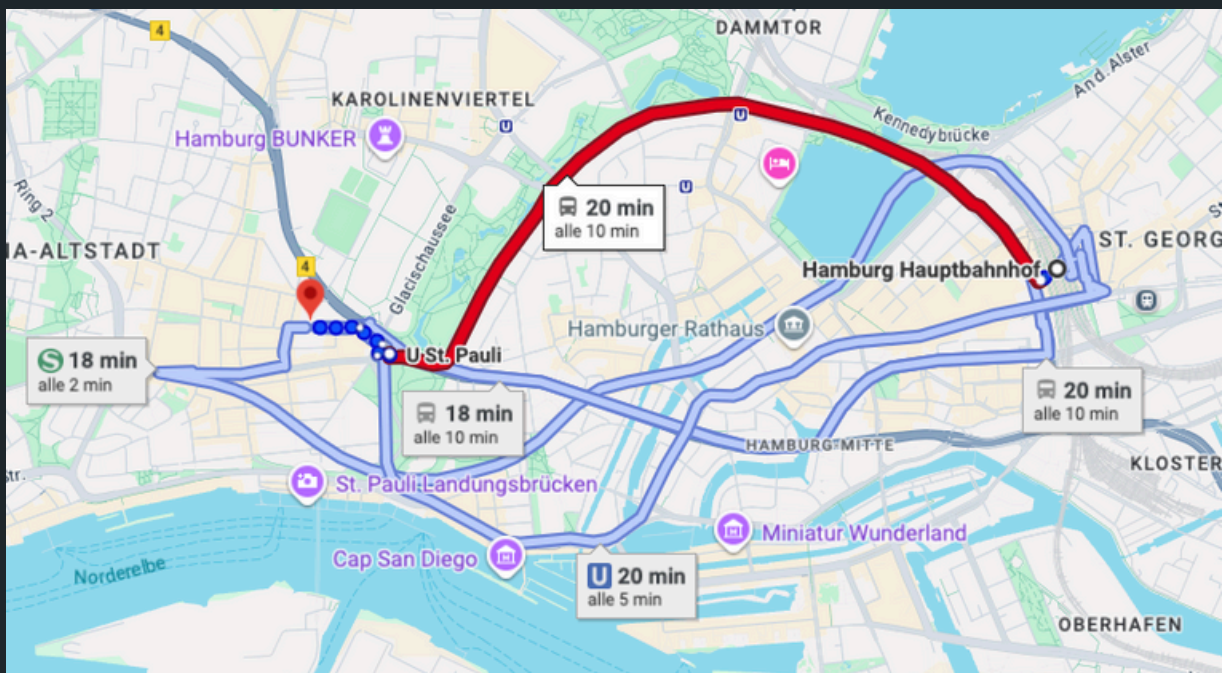 DAMMTOR
4
And. Alster
KAROLINENVIERTEL
Kennedybrücke
U
U
Hamburg BUNKER
Ring 2
U
20 min
alle 10 min
Glacischaussee
IA-ALTSTADT
ST. GEORG
4
Hamburg Hauptbahnhof
Hamburger Rathaus
U St. Pauli
S 18 min
alle 2 min
20 min
alle 10 min
18 min
alle 10 min
HAMBURG-MITTE
KLOSTER
str.
St. Pauli-Landungsbrücken
Miniatur Wunderland
Cap San Diego
Norderelbe
U 20 min
alle 5 min
OBERHAFEN